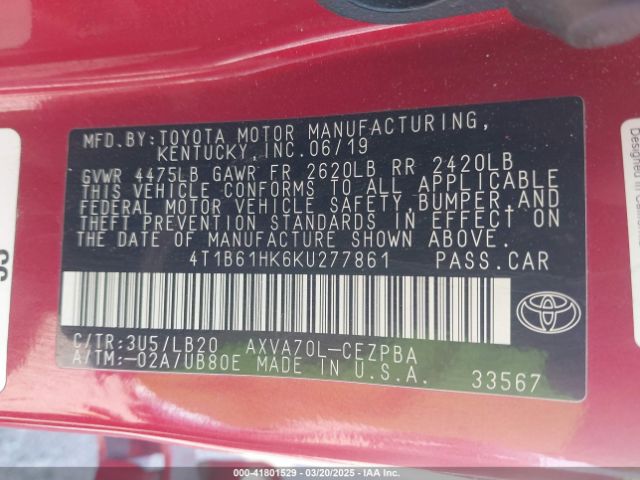 MFD.BY:TOYOTA MOTOR MANUFACTURING,
KENTUCKY,INC.06/19
GVWR 4475LB GAWR FR 2620LB RR 2420LB
THIS VEHICLE CONFORMS TO ALL APPLICABLE
FEDERAL MOTOR VEHICLE SAFETY,BUMPER,AND
THEFT PREVENTION STANDARDS IN EFFECT ON
THE DATE OF MANUFACTURE SHOWN ABOVE.
4T1B61HK6KU277861 PASS.CAR
C/TR:3U5/LB20 AXVA70L-CEZPBA
A/TM:-02A/UB80E MADE IN U.S.A.
33567
00-41801529 • 03/20/2025 • IAA Inc.